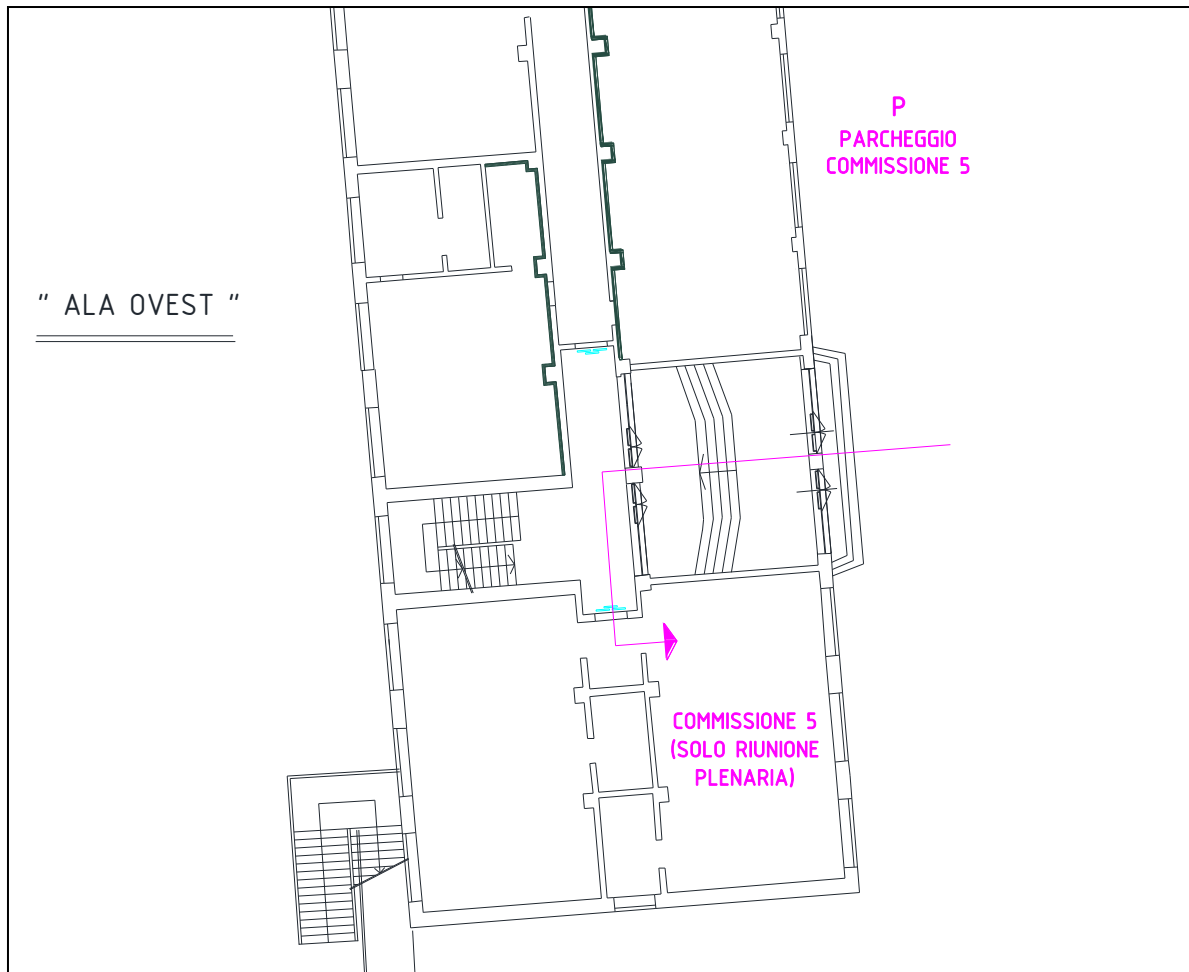 P
PARCHEGGIO
COMMISSIONE 5
" ALA OVEST "
COMMISSIONE 5
(SOLO RIUNIONE
PLENARIA)